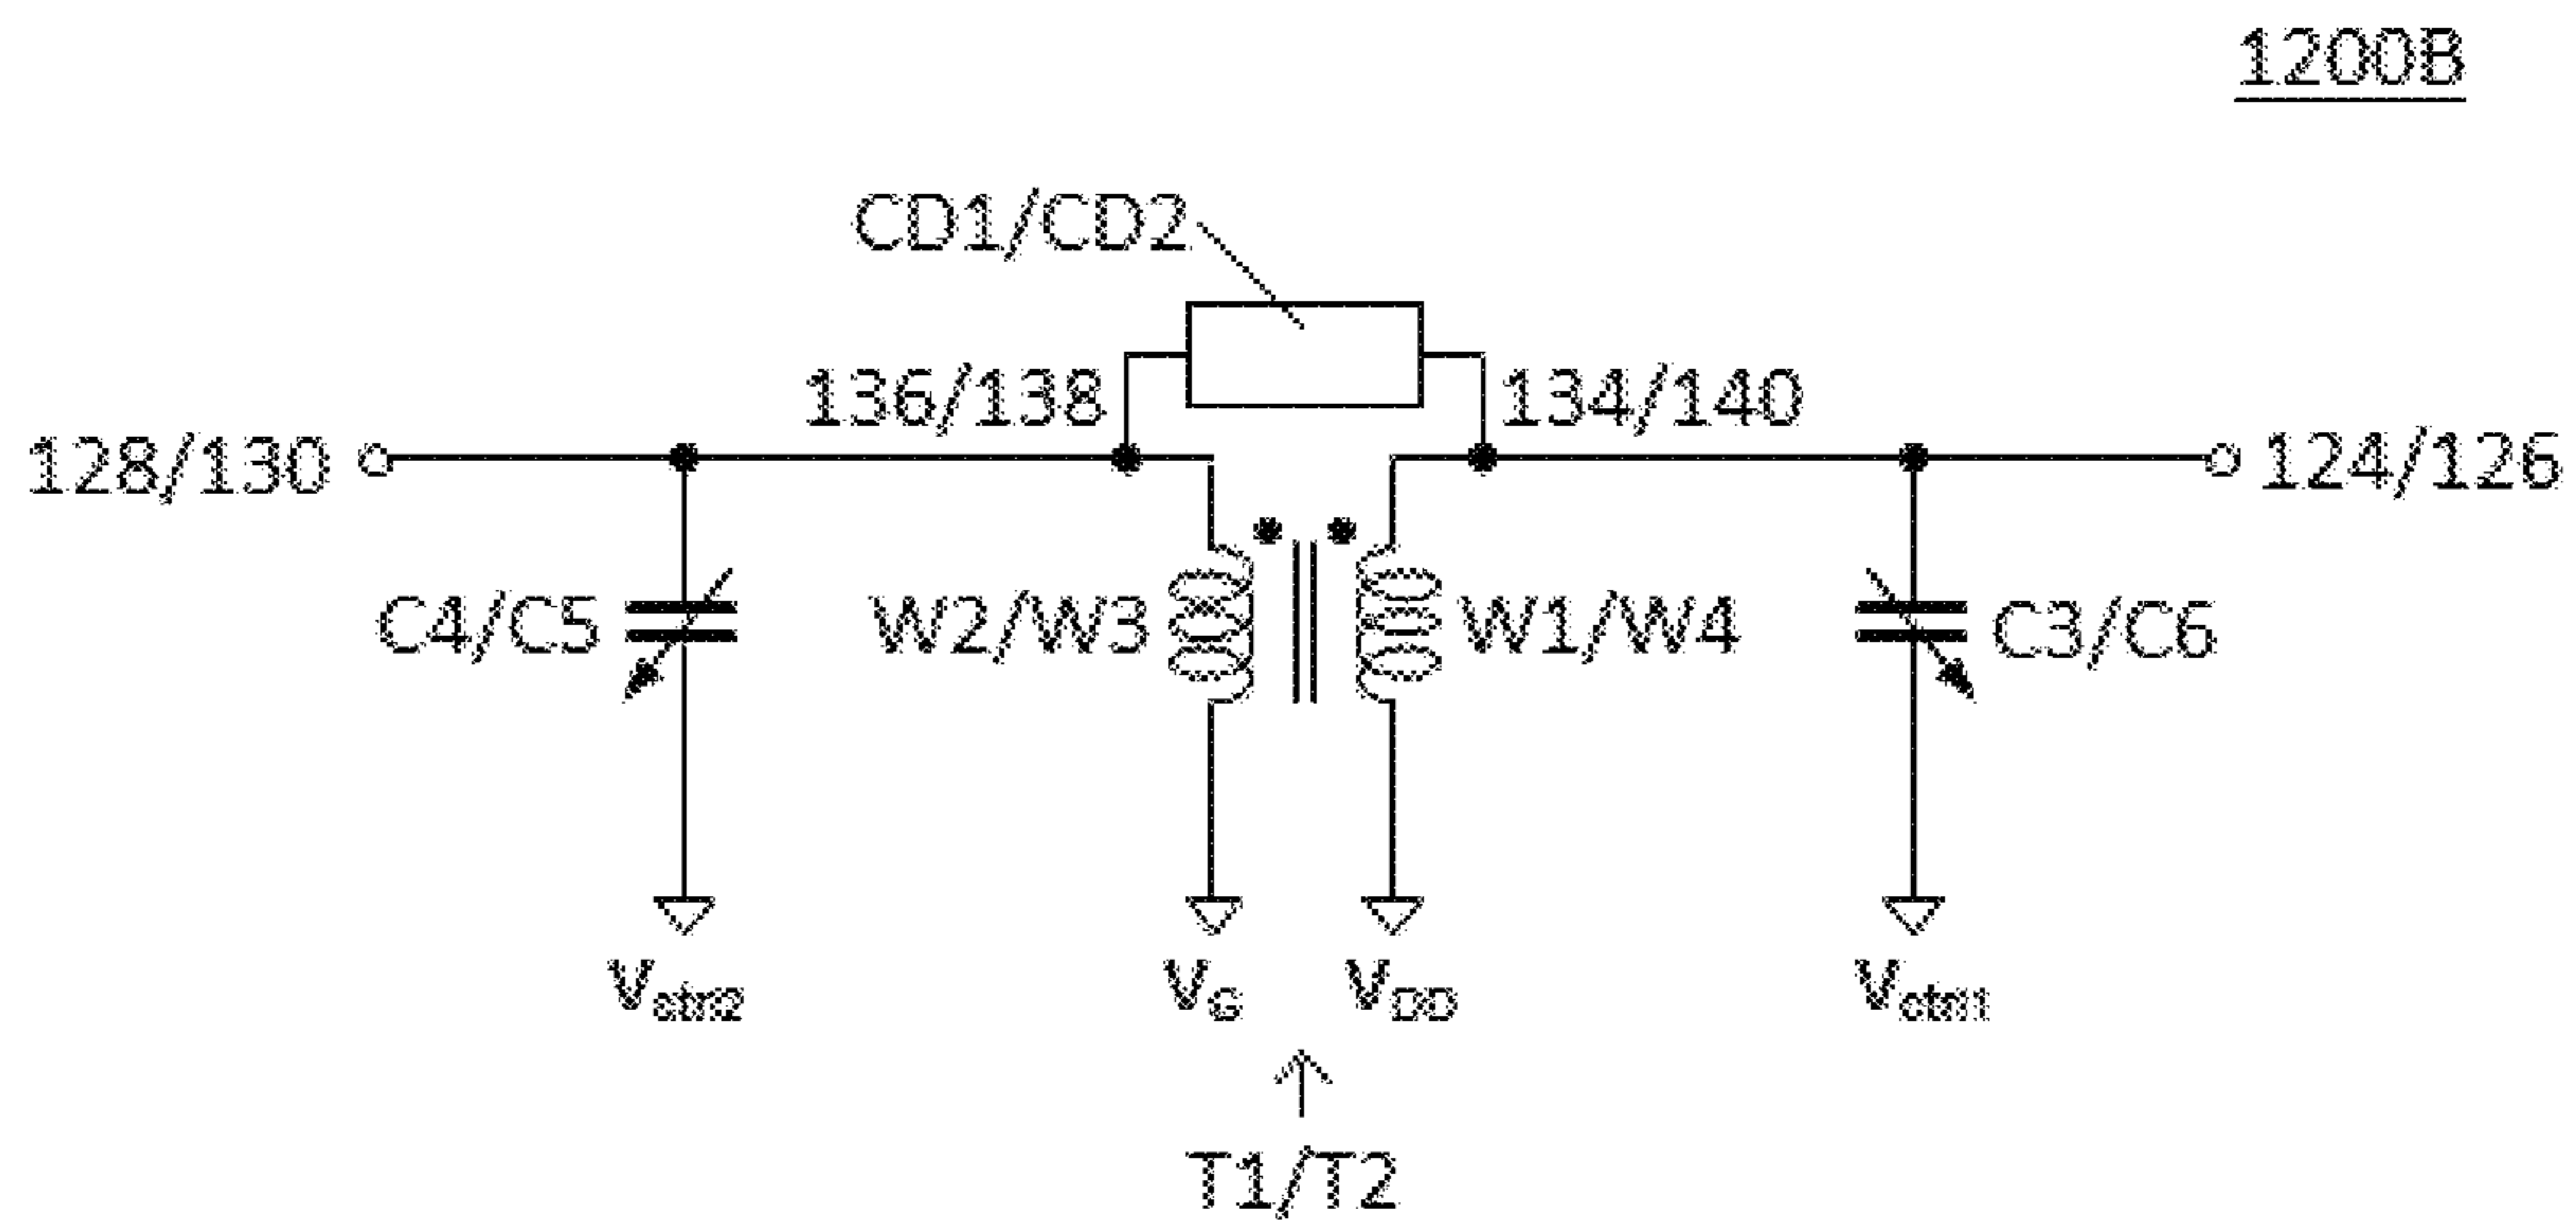 1200B
CD1/CD2
136/138
134/140
128/130
124/126
C4/C5
W2/W3
W1/W4
C3/C6
Vctrl2
VG
VDD
Vctrl1
T1/T2